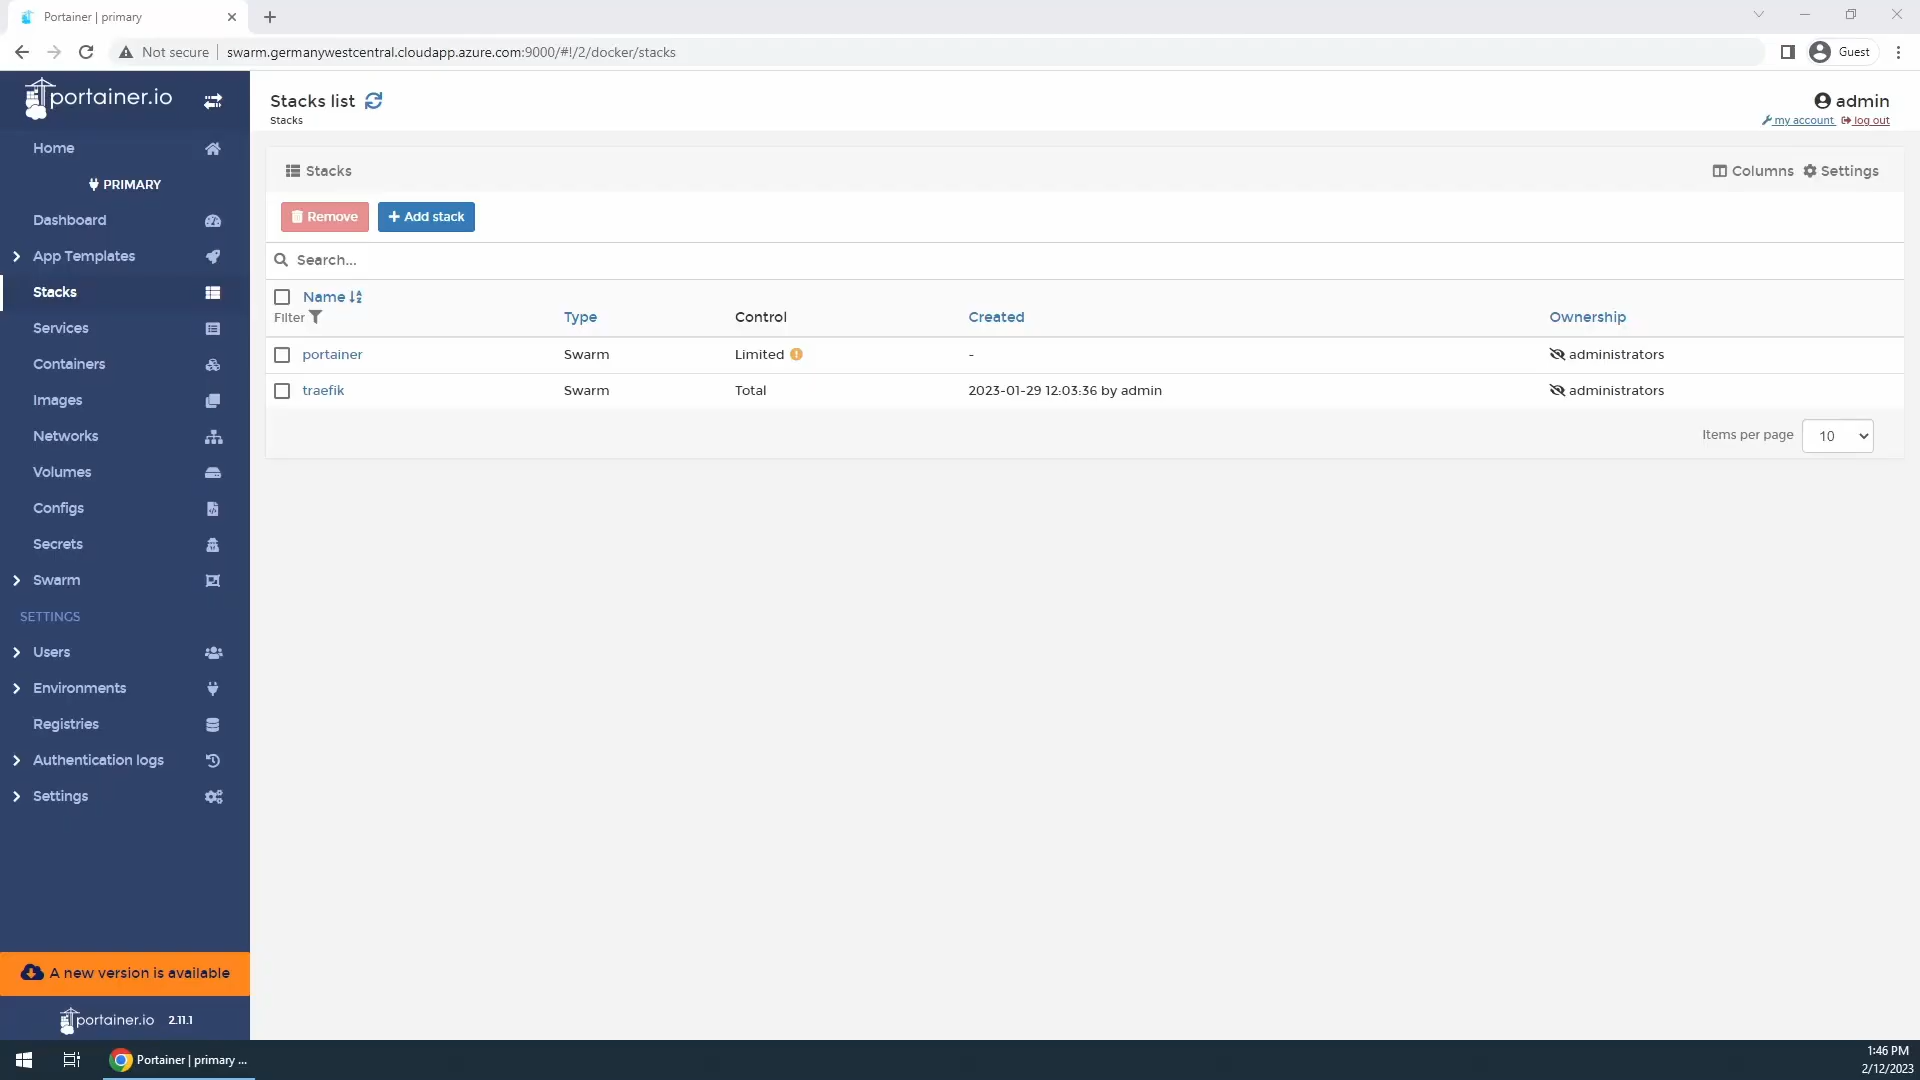 Portainer | primary
Not secure
swarm.germanywestcentral.cloudapp.azure.com:9000/#!/2/docker/stacks
Guest
portainer.io
Home
PRIMARY
Dashboard
App Templates
Stacks
Services
Containers
Images
Networks
Volumes
Configs
Secrets
Swarm
SETTINGS
Users
Environments
Registries
Authentication logs
Settings
A new version is available
portainer.io 2.11.1
Stacks list
Stacks
admin
my account log out
Stacks
Columns Settings
Remove + Add stack
Search...
Name
Filter Type Control Created Ownership
portainer Swarm Limited - administrators
traefik Swarm Total 2023-01-29 12:03:36 by admin administrators
Items per page 10
Portainer | primary ...
1:46 PM
2/12/2023